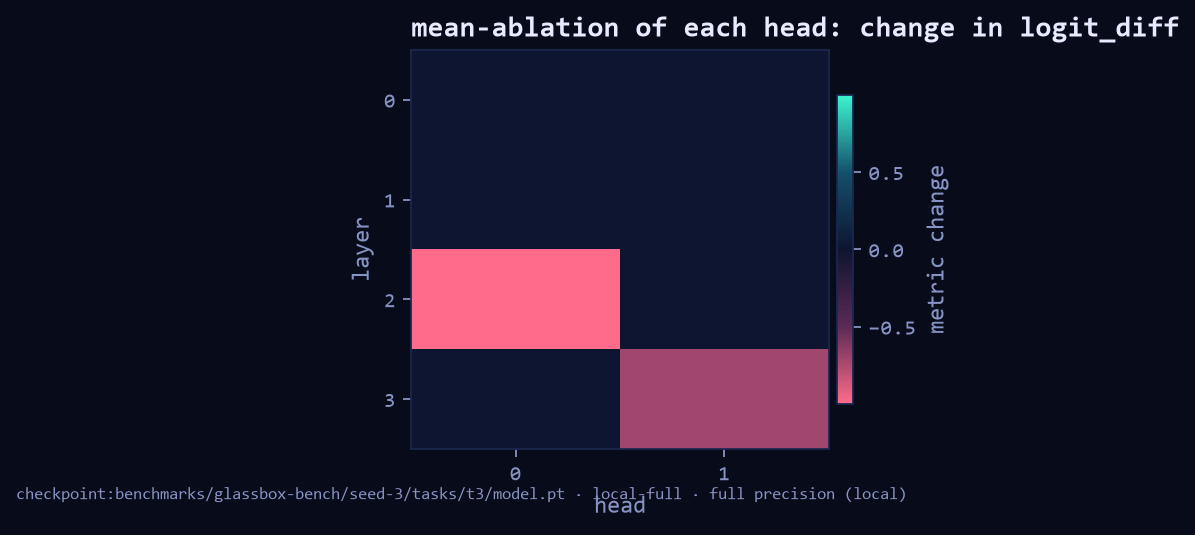 mean-ablation of each head: change in logit_diff
layer
0
1
2
3
0
1
head
0.5
0.0
−0.5
metric change
checkpoint:benchmarks/glassbox-bench/seed-3/tasks/t3/model.pt · local-full · full precision (local)